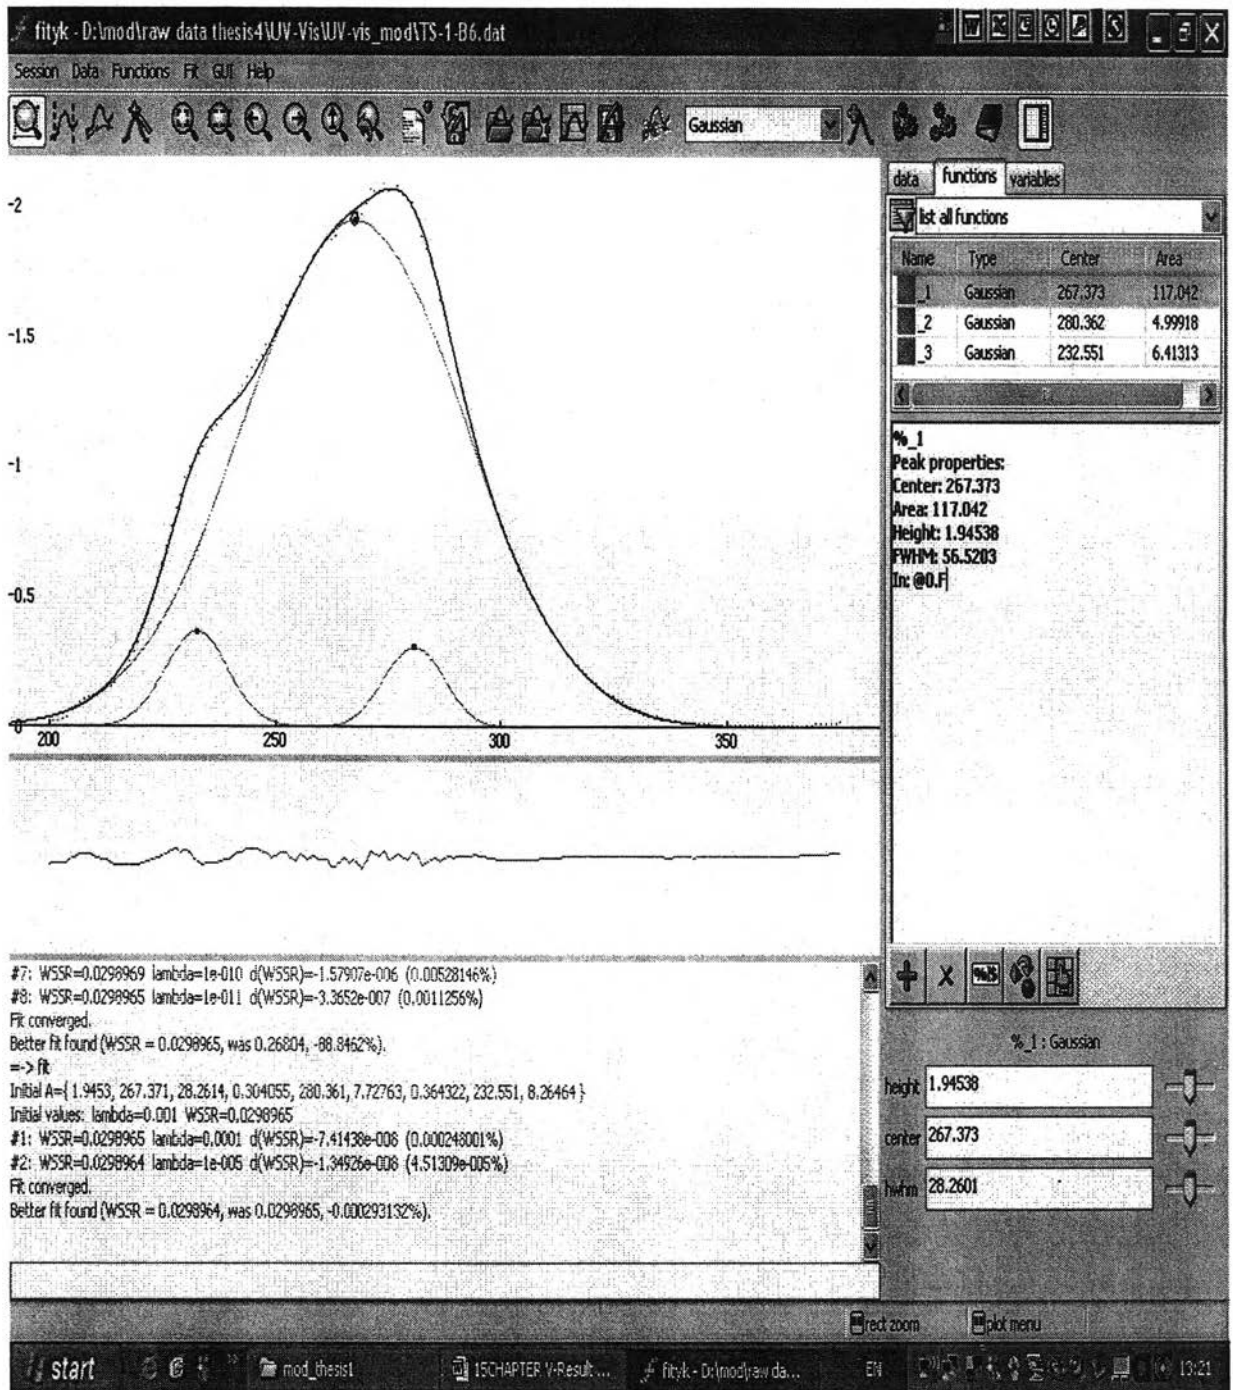 fityk - D:\mod\raw data thesis4\UV-Vis\UV-vis_mod\TS-1-B6.dat
Session Data Functions Fit GUI Help
Gaussian
-2
-1.5
-1
-0.5
-0
200 250 300 350
data functions variables
list all functions
Name Type Center Area
_1 Gaussian 267.373 117.042
_2 Gaussian 280.362 4.99918
_3 Gaussian 232.551 6.41313
%_1
Peak properties:
Center: 267.373
Area: 117.042
Height: 1.94538
FWHM: 56.5203
In: @0.F
#7: WSSR=0.0298969 lambda=1e-010 d(WSSR)=-1.57907e-006 (0.00528146%)
#8: WSSR=0.0298965 lambda=1e-011 d(WSSR)=-3.3652e-007 (0.0011256%)
Fit converged.
Better fit found (WSSR = 0.0298965, was 0.26804, -88.8462%).
=-> fit
Initial A={ 1.9453, 267.371, 28.2614, 0.304055, 280.361, 7.72763, 0.364322, 232.551, 8.26464 }
Initial values: lambda=0.001 WSSR=0.0298965
#1: WSSR=0.0298965 lambda=0.0001 d(WSSR)=-7.41438e-008 (0.000248001%)
#2: WSSR=0.0298964 lambda=1e-005 d(WSSR)=-1.34926e-008 (4.51309e-005%)
Fit converged.
Better fit found (WSSR = 0.0298964, was 0.0298965, -0.000293132%).
%_1 : Gaussian
height 1.94538
center 267.373
hwhm 28.2601
rect zoom plot menu
start mod_thesis1 15CHAPTER V-Result ... fityk - D:\mod\raw da... EN 13:21